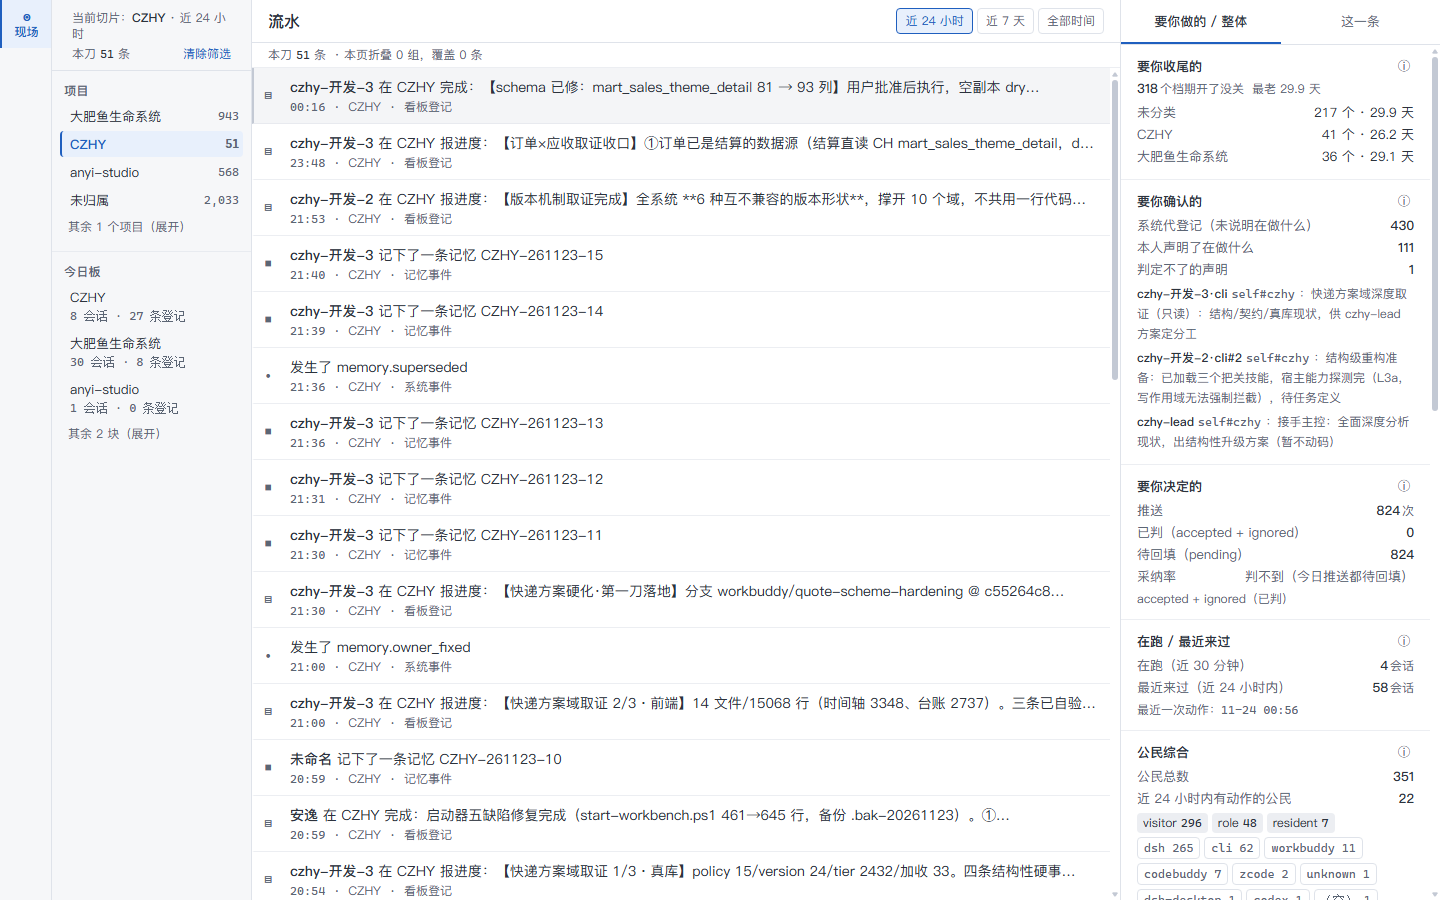 现场
当前切片：CZHY · 近 24 小
时
本刀 51 条
清除筛选
项目
大肥鱼生命系统 943
CZHY 51
anyi-studio 568
未归属 2,033
其余 1 个项目（展开）
今日板
CZHY
8 会话 · 27 条登记
大肥鱼生命系统
30 会话 · 8 条登记
anyi-studio
1 会话 · 0 条登记
其余 2 块（展开）
流水
近 24 小时
近 7 天
全部时间
本刀 51 条 · 本页折叠 0 组，覆盖 0 条
czhy-开发-3 在 CZHY 完成：【schema 已修：mart_sales_theme_detail 81 → 93 列】用户批准后执行，空副本 dry…
00:16 · CZHY · 看板登记
czhy-开发-3 在 CZHY 报进度：【订单×应收取证收口】①订单已是结算的数据源（结算直读 CH mart_sales_theme_detail，d…
23:48 · CZHY · 看板登记
czhy-开发-2 在 CZHY 报进度：【版本机制取证完成】全系统 **6 种互不兼容的版本形状**，撑开 10 个域，不共用一行代码…
21:53 · CZHY · 看板登记
czhy-开发-3 记下了一条记忆 CZHY-261123-15
21:40 · CZHY · 记忆事件
czhy-开发-3 记下了一条记忆 CZHY-261123-14
21:39 · CZHY · 记忆事件
发生了 memory.superseded
21:36 · CZHY · 系统事件
czhy-开发-3 记下了一条记忆 CZHY-261123-13
21:36 · CZHY · 记忆事件
czhy-开发-3 记下了一条记忆 CZHY-261123-12
21:31 · CZHY · 记忆事件
czhy-开发-3 记下了一条记忆 CZHY-261123-11
21:30 · CZHY · 记忆事件
czhy-开发-3 在 CZHY 报进度：【快递方案硬化·第一刀落地】分支 workbuddy/quote-scheme-hardening @ c55264c8…
21:30 · CZHY · 看板登记
发生了 memory.owner_fixed
21:00 · CZHY · 系统事件
czhy-开发-3 在 CZHY 报进度：【快递方案域取证 2/3 · 前端】14 文件/15068 行（时间轴 3348、台账 2737）。三条已自验…
21:00 · CZHY · 看板登记
未命名 记下了一条记忆 CZHY-261123-10
20:59 · CZHY · 记忆事件
安逸 在 CZHY 完成：启动器五缺陷修复完成（start-workbench.ps1 461→645 行，备份 .bak-20261123）。①…
20:59 · CZHY · 看板登记
czhy-开发-3 在 CZHY 报进度：【快递方案域取证 1/3 · 真库】policy 15/version 24/tier 2432/加收 33。四条结构性硬事…
20:54 · CZHY · 看板登记
要你做的 / 整体
这一条
要你收尾的
318 个档期开了没关 最老 29.9 天
未分类 217 个 · 29.9 天
CZHY 41 个 · 26.2 天
大肥鱼生命系统 36 个 · 29.1 天
要你确认的
系统代登记（未说明在做什么） 430
本人声明了在做什么 111
判定不了的声明 1
czhy-开发-3·cli self#czhy ：快递方案域深度取
证（只读）：结构/契约/真库现状，供 czhy-lead
方案定分工
czhy-开发-2·cli#2 self#czhy ：结构级重构准
备：已加载三个把关技能，宿主能力探测完（L3a，
写作用域无法强制拦截），待任务定义
czhy-lead self#czhy ：接手主控：全面深度分析
现状，出结构性升级方案（暂不动码）
要你决定的
推送 824 次
已判（accepted + ignored） 0
待回填（pending） 824
采纳率 判不到（今日推送都待回填）
accepted + ignored（已判）
在跑 / 最近来过
在跑（近 30 分钟） 4 会话
最近来过（近 24 小时内） 58 会话
最近一次动作：11-24 00:56
公民综合
公民总数 351
近 24 小时内有动作的公民 22
visitor 296 role 48 resident 7
dsh 265 cli 62 workbuddy 11
codebuddy 7 zcode 2 unknown 1
dsh-desktop 1 codex 1 （空） 1